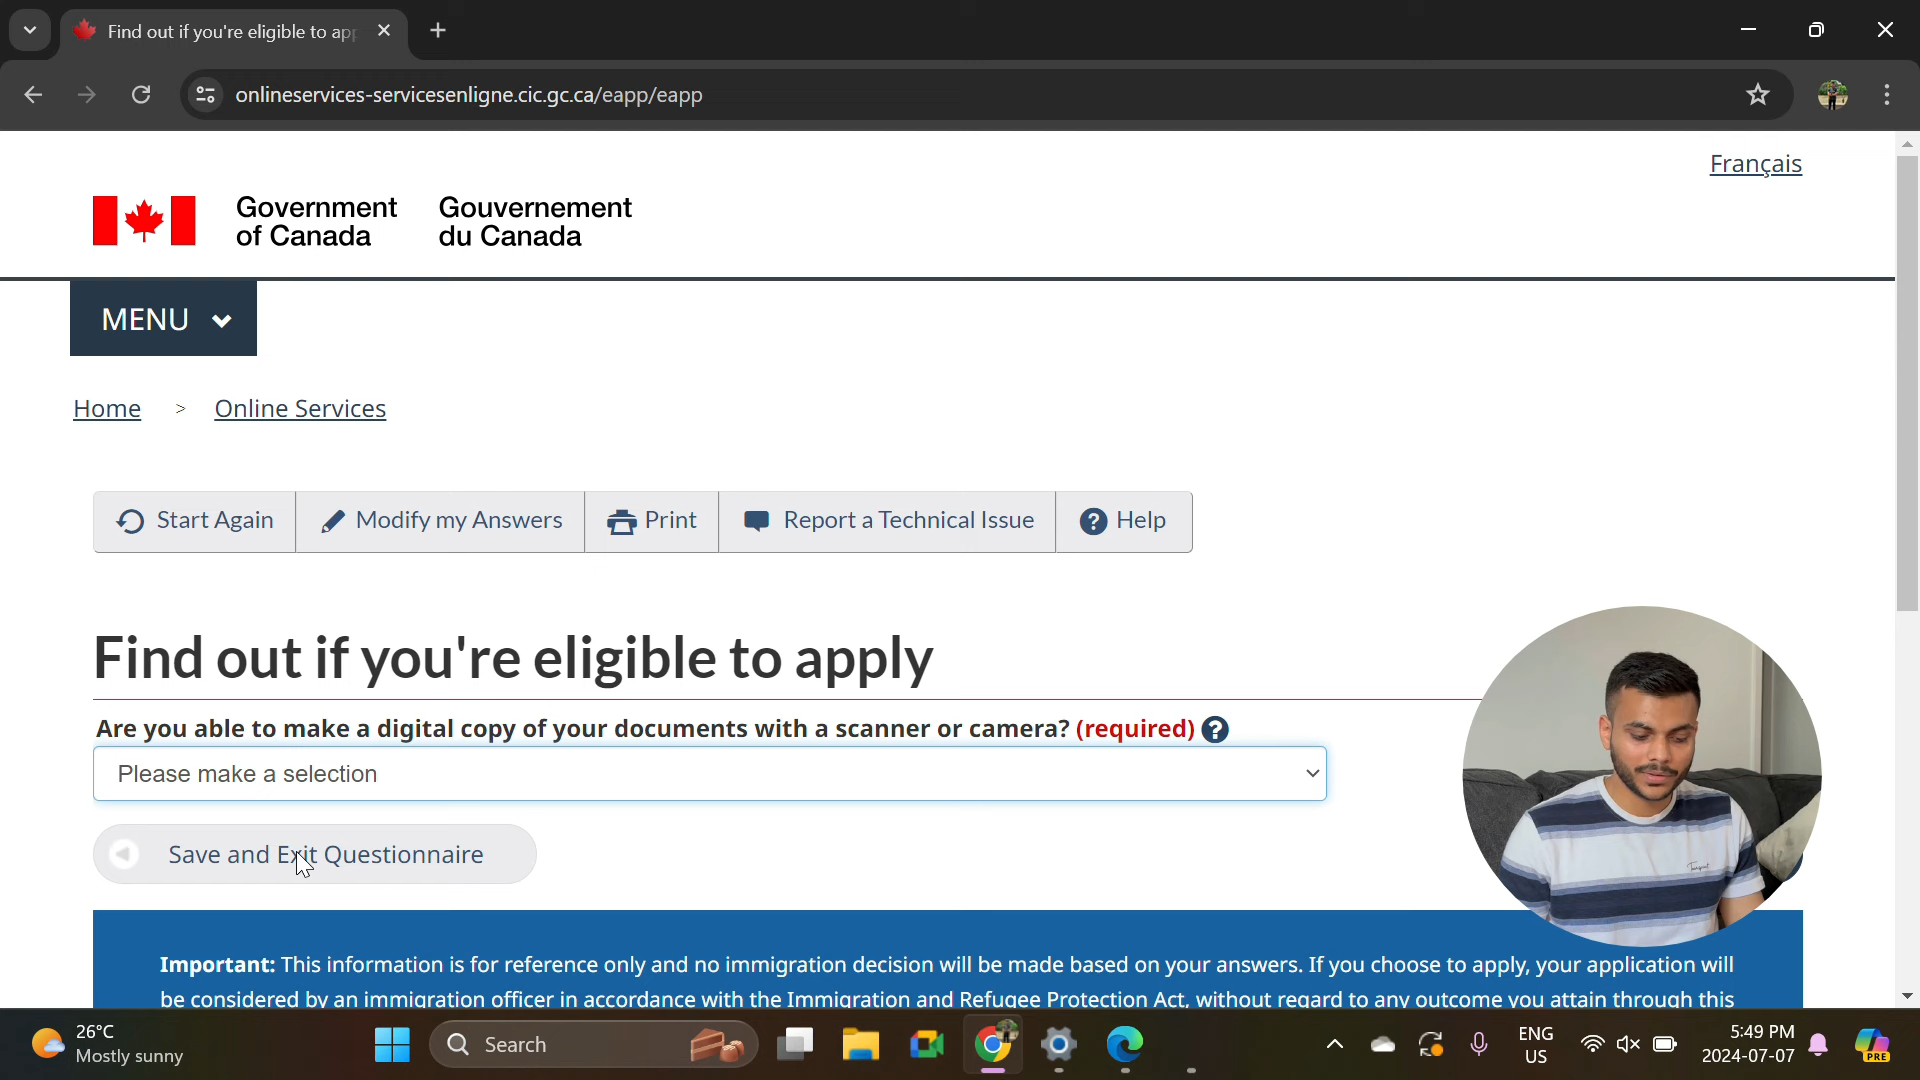 Find out if you're eligible to app
onlineservices-servicesenligne.cic.gc.ca/eapp/eapp
Français
Government of Canada
Gouvernement du Canada
MENU
Home > Online Services
Start Again
Modify my Answers
Print
Report a Technical Issue
Help
Find out if you're eligible to apply
Are you able to make a digital copy of your documents with a scanner or camera? (required)
Please make a selection
Save and Exit Questionnaire
Important: This information is for reference only and no immigration decision will be made based on your answers. If you choose to apply, your application will
be considered by an immigration officer in accordance with the Immigration and Refugee Protection Act, without regard to any outcome you attain through this
26°C
Mostly sunny
Search
PRE
ENG
US
5:49 PM
2024-07-07